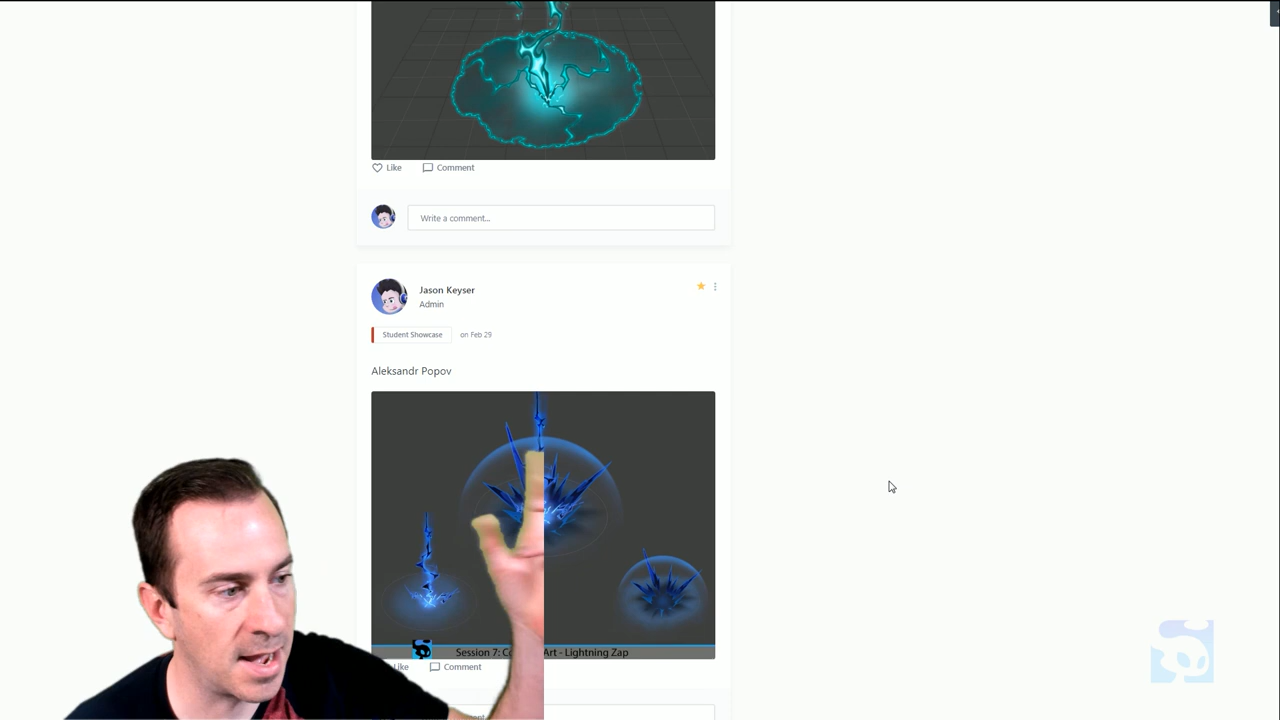 Like Comment
Write a comment...
Jason Keyser
Admin
Student Showcase on Feb 29
Aleksandr Popov
Session 7: Art - Lightning Zap
Like Comment